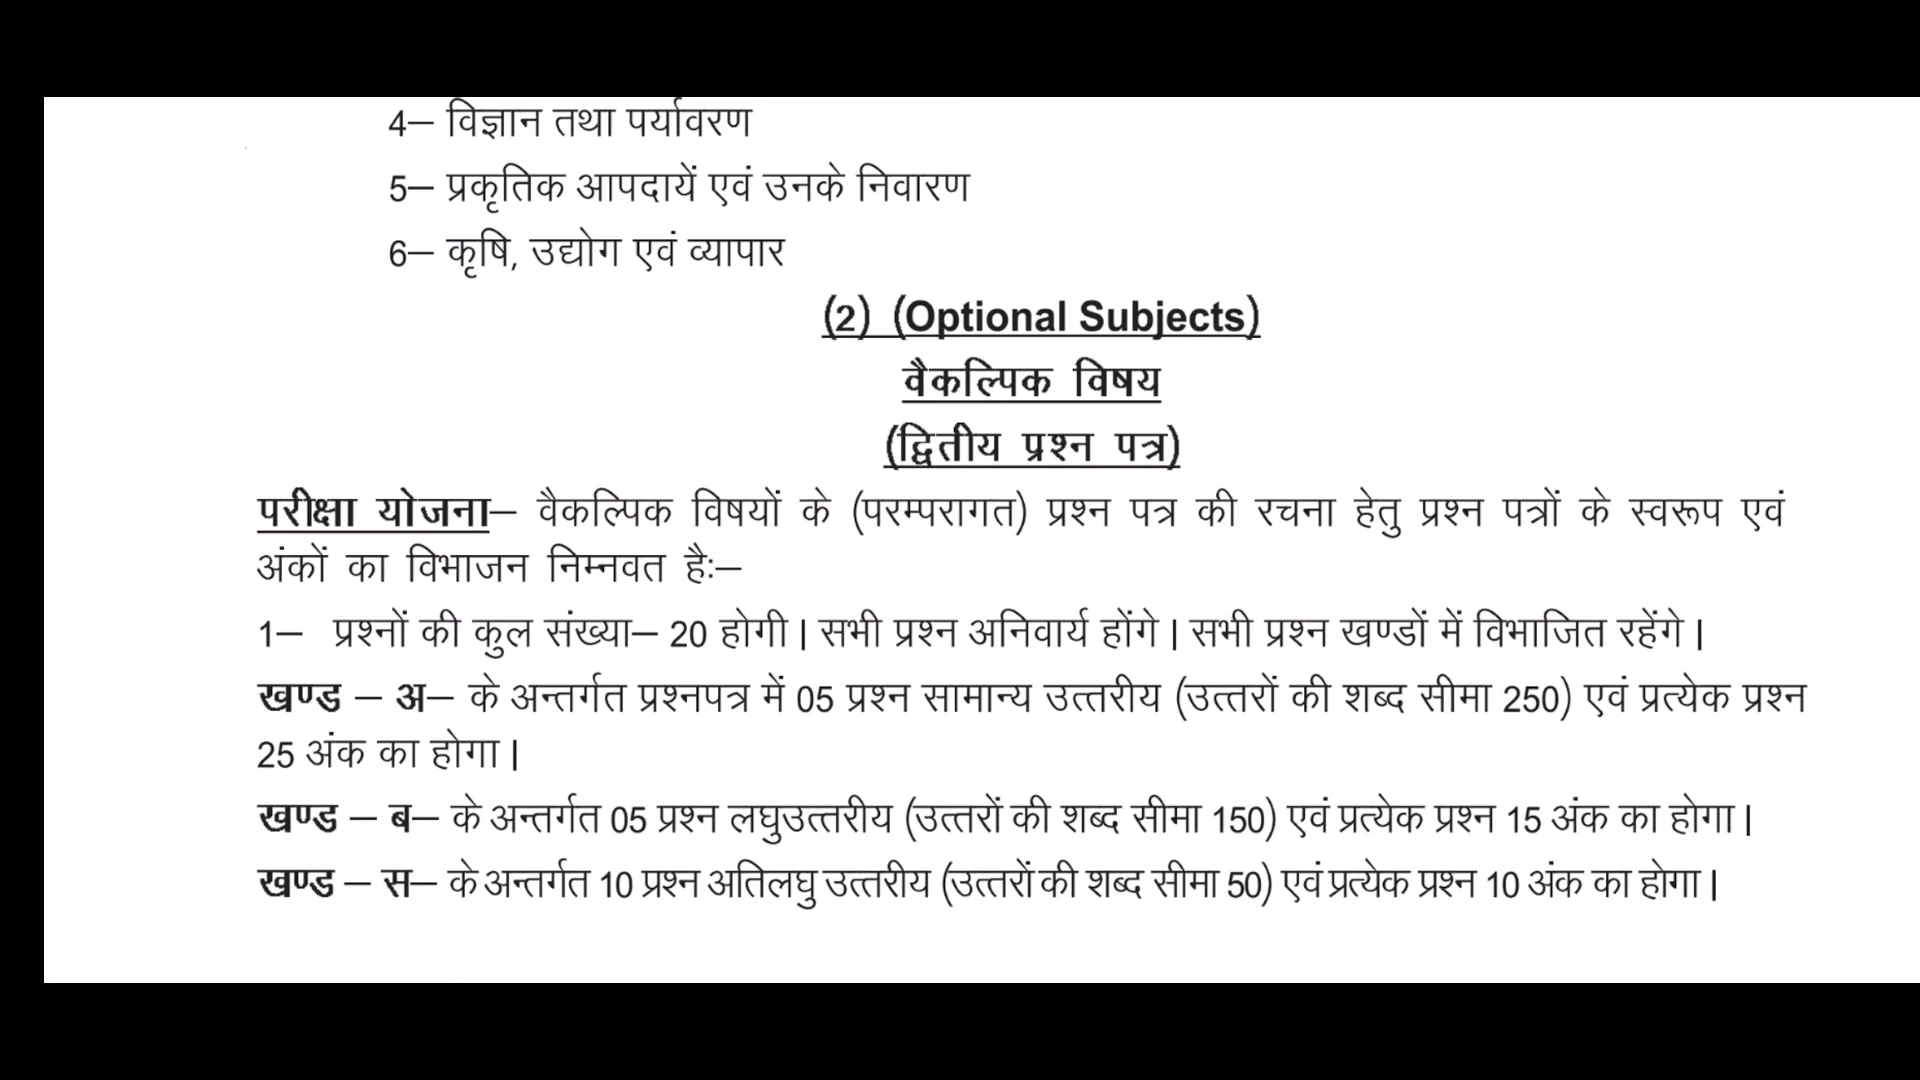 4– विज्ञान तथा पर्यावरण
5– प्रकृतिक आपदायें एवं उनके निवारण
6– कृषि, उद्योग एवं व्यापार
(2) (Optional Subjects)
वैकल्पिक विषय
(द्वितीय प्रश्न पत्र)
परीक्षा योजना– वैकल्पिक विषयों के (परम्परागत) प्रश्न पत्र की रचना हेतु प्रश्न पत्रों के स्वरूप एवं
अंकों का विभाजन निम्नवत हैः–
1– प्रश्नों की कुल संख्या– 20 होगी। सभी प्रश्न अनिवार्य होंगे। सभी प्रश्न खण्डों में विभाजित रहेंगे।
खण्ड – अ– के अन्तर्गत प्रश्नपत्र में 05 प्रश्न सामान्य उत्तरीय (उत्तरों की शब्द सीमा 250) एवं प्रत्येक प्रश्न
25 अंक का होगा।
खण्ड – ब– के अन्तर्गत 05 प्रश्न लघुउत्तरीय (उत्तरों की शब्द सीमा 150) एवं प्रत्येक प्रश्न 15 अंक का होगा।
खण्ड – स– के अन्तर्गत 10 प्रश्न अतिलघु उत्तरीय (उत्तरों की शब्द सीमा 50) एवं प्रत्येक प्रश्न 10 अंक का होगा।